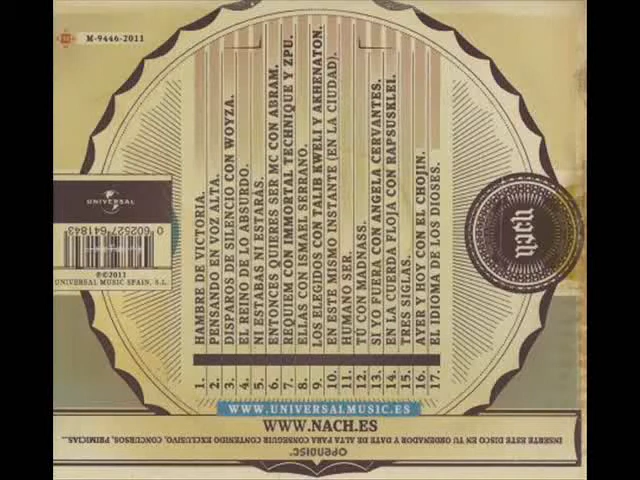 M-9446-2011
1. HAMBRE DE VICTORIA.
2. PENSANDO EN VOZ ALTA.
3. DISPAROS DE SILENCIO CON WOYZA.
4. EL REINO DE LO ABSURDO.
5. NI ESTABAS NI ESTARAS.
6. ENTONCES QUIERES SER MC CON ABRAM.
7. REQUIEM CON IMMORTAL TECHNIQUE Y ZPU.
8. ELLAS CON ISMAEL SERRANO.
9. LOS ELEGIDOS CON TALIB KWELI Y AKHENATON.
10. EN ESTE MISMO INSTANTE (EN LA CIUDAD).
11. HUMANO SER.
12. TÚ CON MADNASS.
13. SI YO FUERA CON ANGELA CERVANTES.
14. EN LA CUERDA FLOJA CON RAPSUSKLEI.
15. TRES SIGLAS.
16. AYER Y HOY CON EL CHOJIN.
17. EL IDIOMA DE LOS DIOSES.
UNIVERSAL
0 602527 641843
℗©2011
UNIVERSAL MUSIC SPAIN, S.L.
nach
WWW.UNIVERSALMUSIC.ES
WWW.NACH.ES
OPENDISC
INSERTE ESTE DISCO EN TU ORDENADOR Y DATE DE ALTA PARA CONSEGUIR CONTENIDO EXCLUSIVO, CONCURSOS, PRIMICIAS...